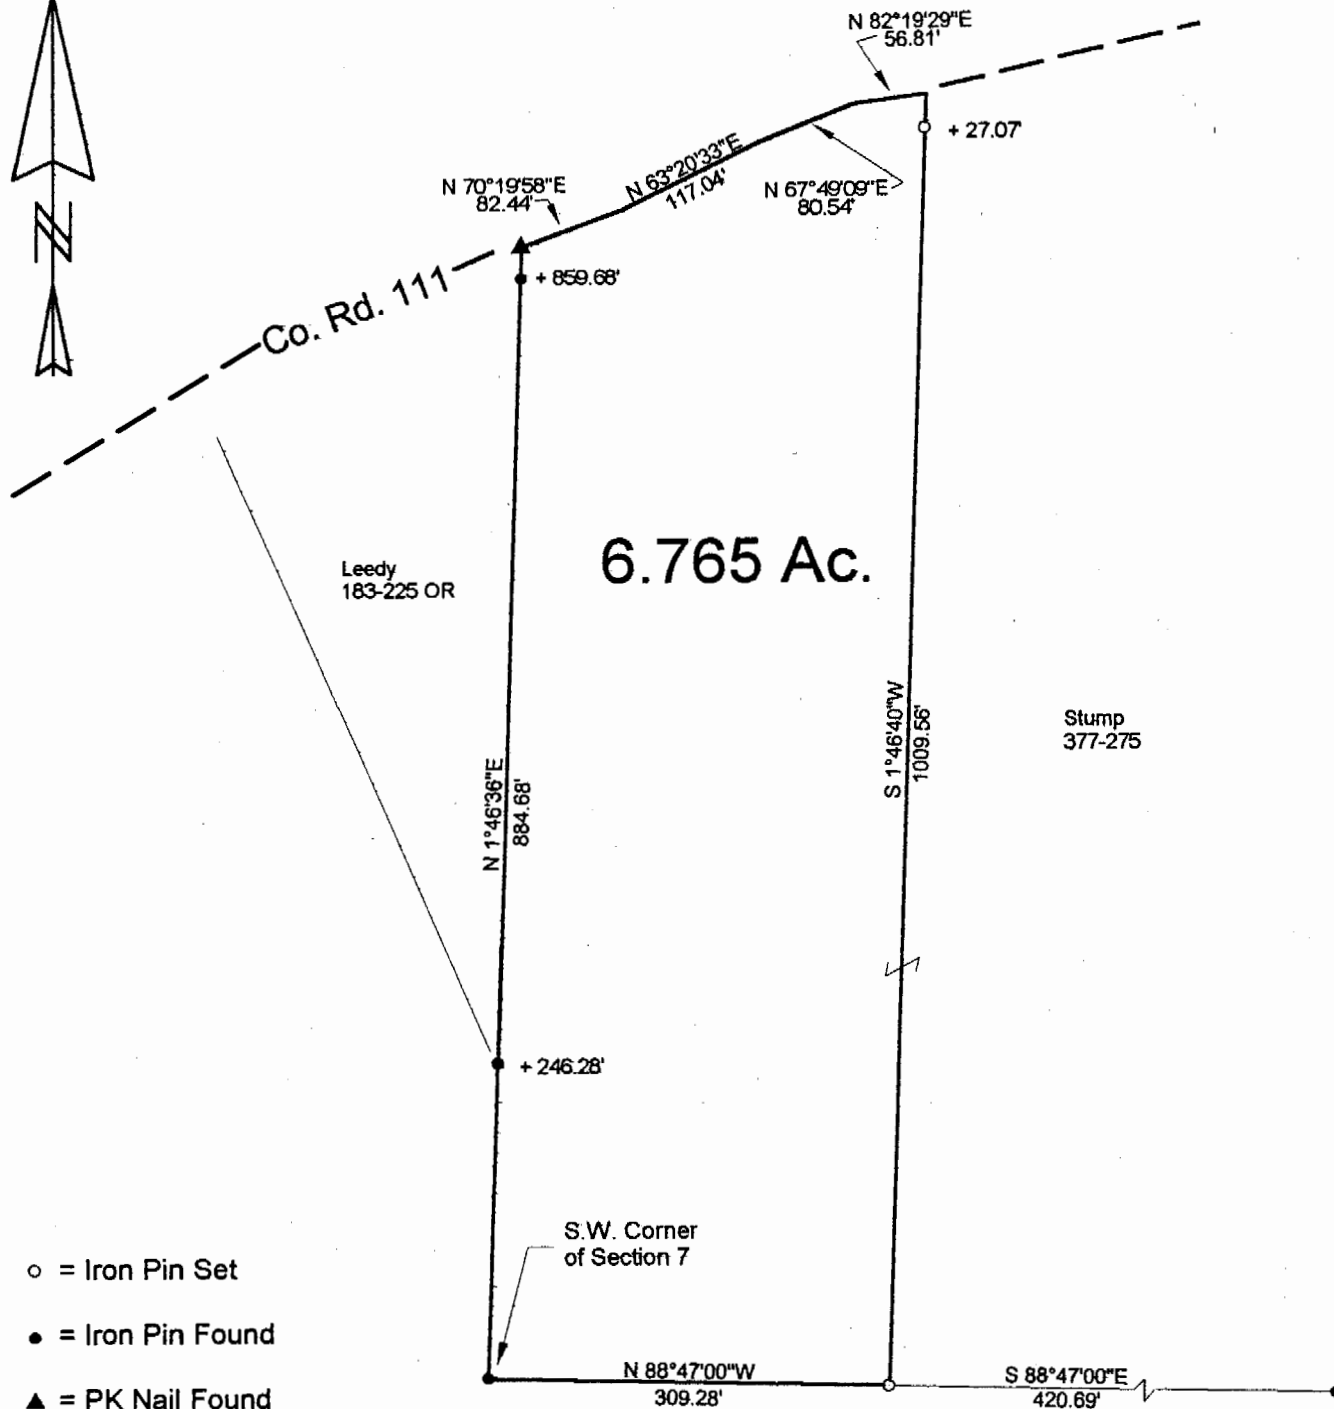 N 82°19'29"E
56.81'
+ 27.07'
N 63°20'33"E
117.04'
N 67°49'09"E
80.54'
N 70°19'58"E
82.44'
N
+ 859.68'
Co. Rd. 111
6.765 Ac.
Leedy
183-225 OR
S 1°46'40"W
1009.56'
Stump
377-275
N 1°46'36"E
884.68'
+ 246.28'
S.W. Corner
of Section 7
○ = Iron Pin Set
● = Iron Pin Found
▲ = PK Nail Found
N 88°47'00"W
309.28'
S 88°47'00"E
420.69'